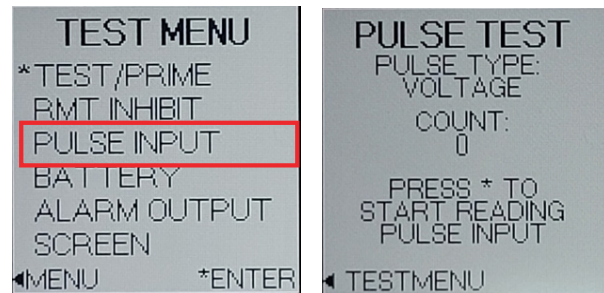 TEST MENU
*TEST/PRIME
RMT INHIBIT
PULSE INPUT
BATTERY
ALARM OUTPUT
SCREEN
◀MENU *ENTER
PULSE TEST
PULSE TYPE:
VOLTAGE
COUNT:
0
PRESS * TO
START READING
PULSE INPUT
◀ TESTMENU